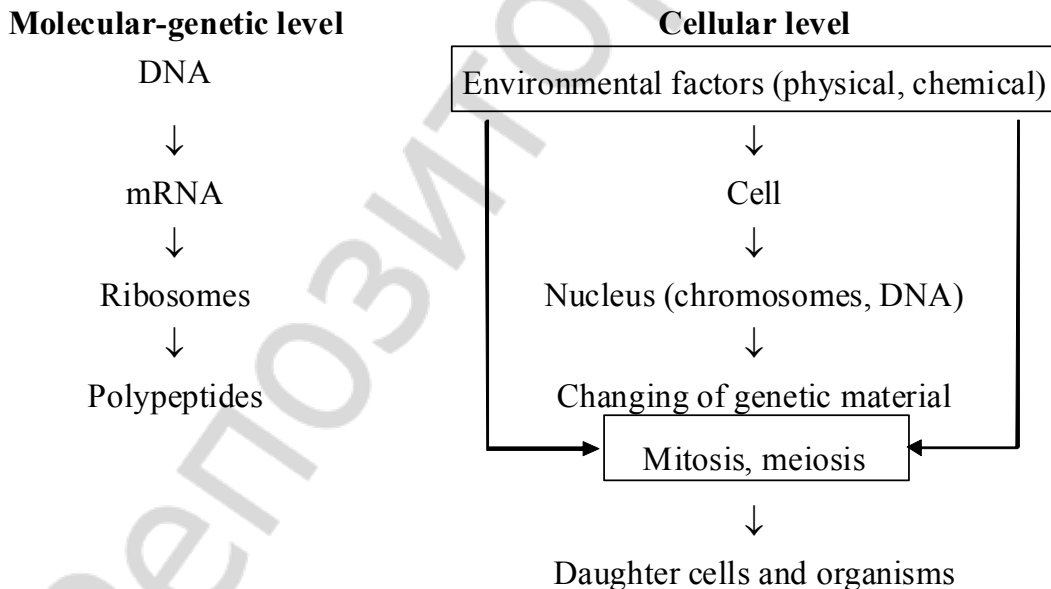 Molecular-genetic level
DNA
↓
mRNA
↓
Ribosomes
↓
Polypeptides
Cellular level
Environmental factors (physical, chemical)
↓
Cell
↓
Nucleus (chromosomes, DNA)
↓
Changing of genetic material
Mitosis, meiosis
↓
Daughter cells and organisms